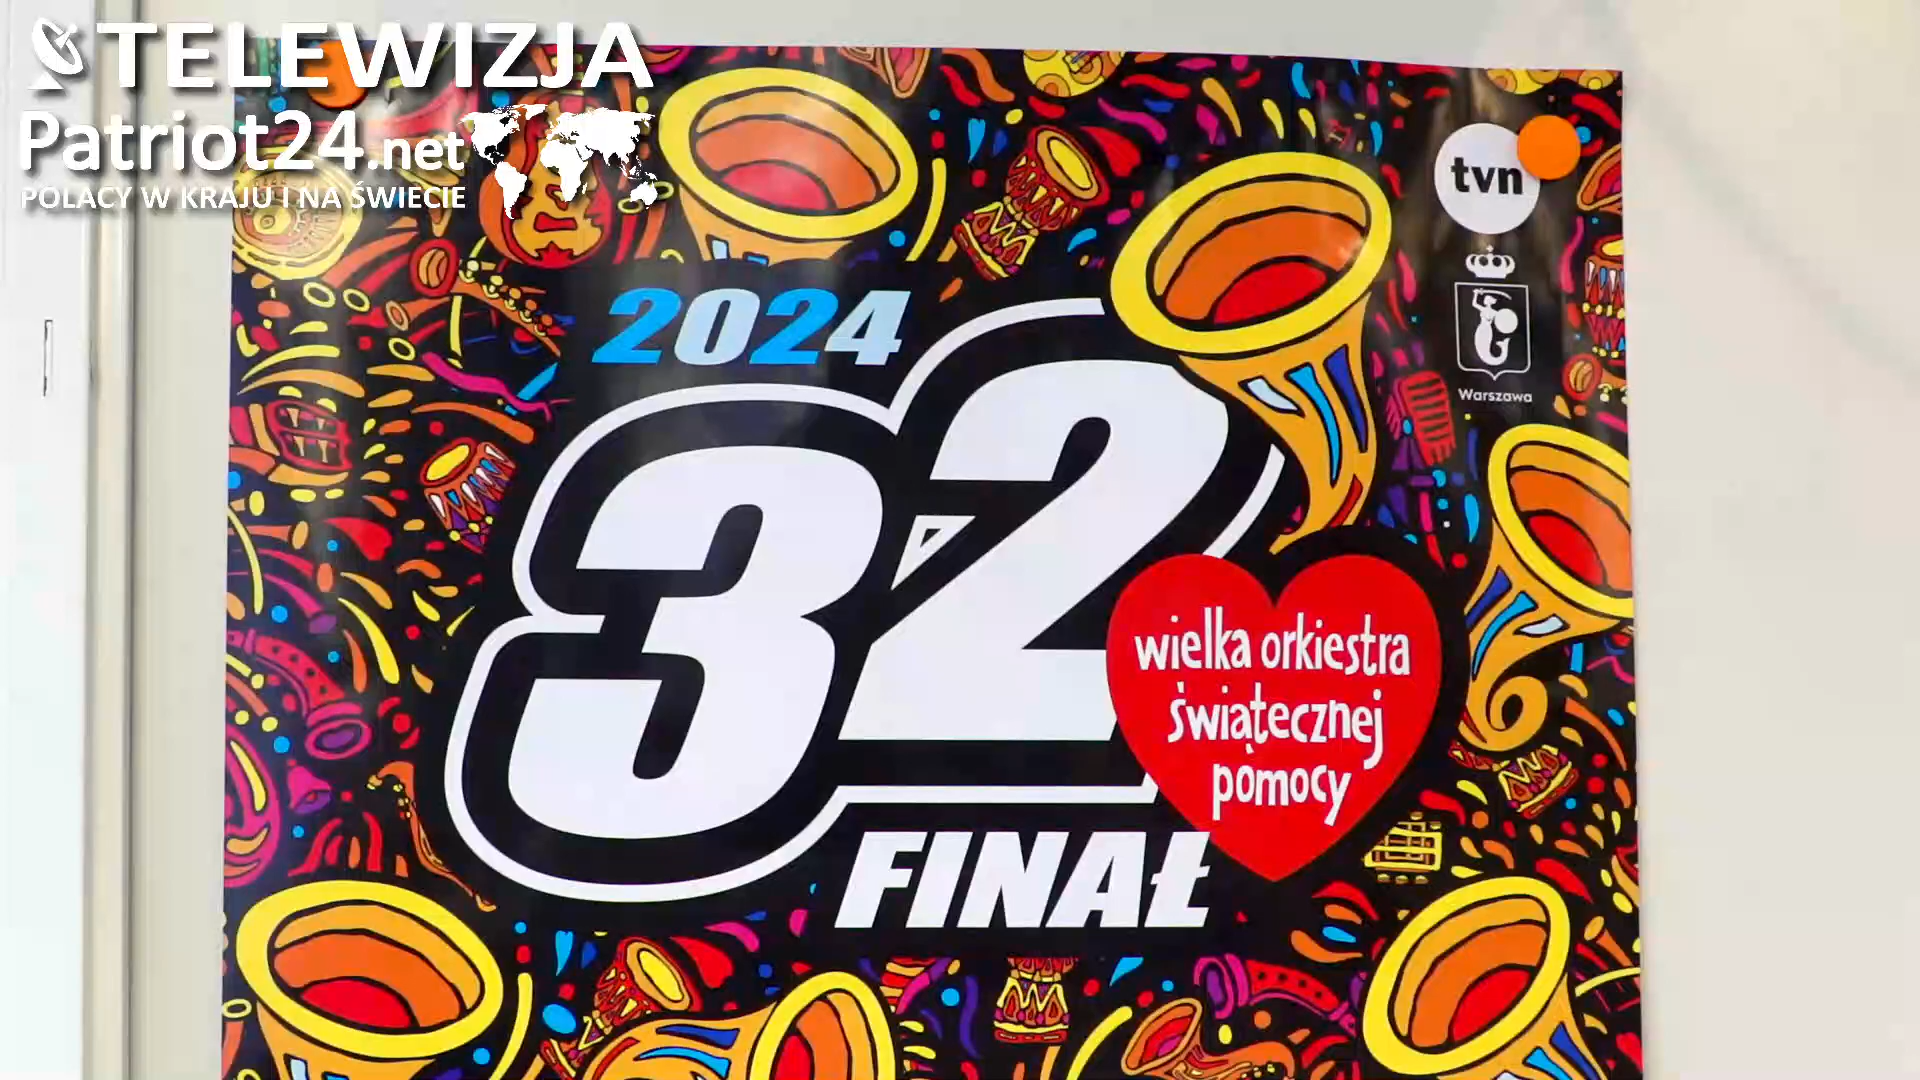 TELEWIZJA
Patriot24.net
POLACY W KRAJU I NA ŚWIECIE
tvn
Warszawa
2024
32
FINAŁ
wielka orkiestra
świątecznej
pomocy